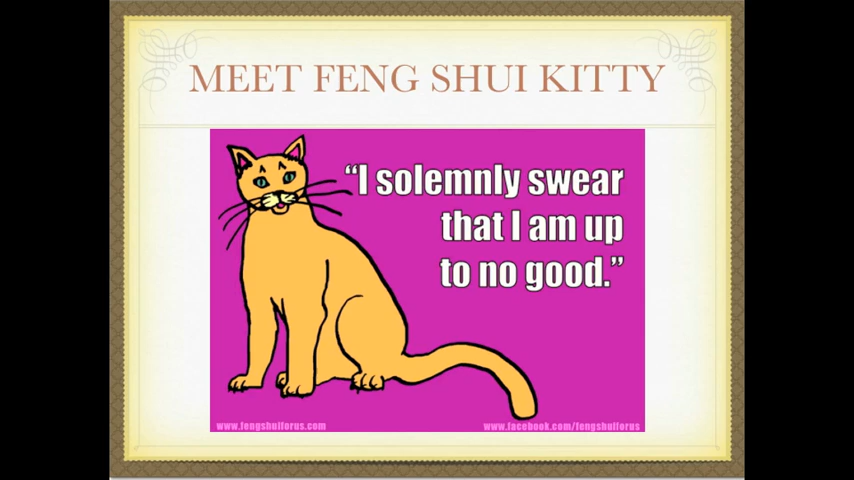 MEET FENG SHUI KITTY
“I solemnly swear
that I am up
to no good.”
www.fengshuiforus.com
www.facebook.com/fengshuiforus